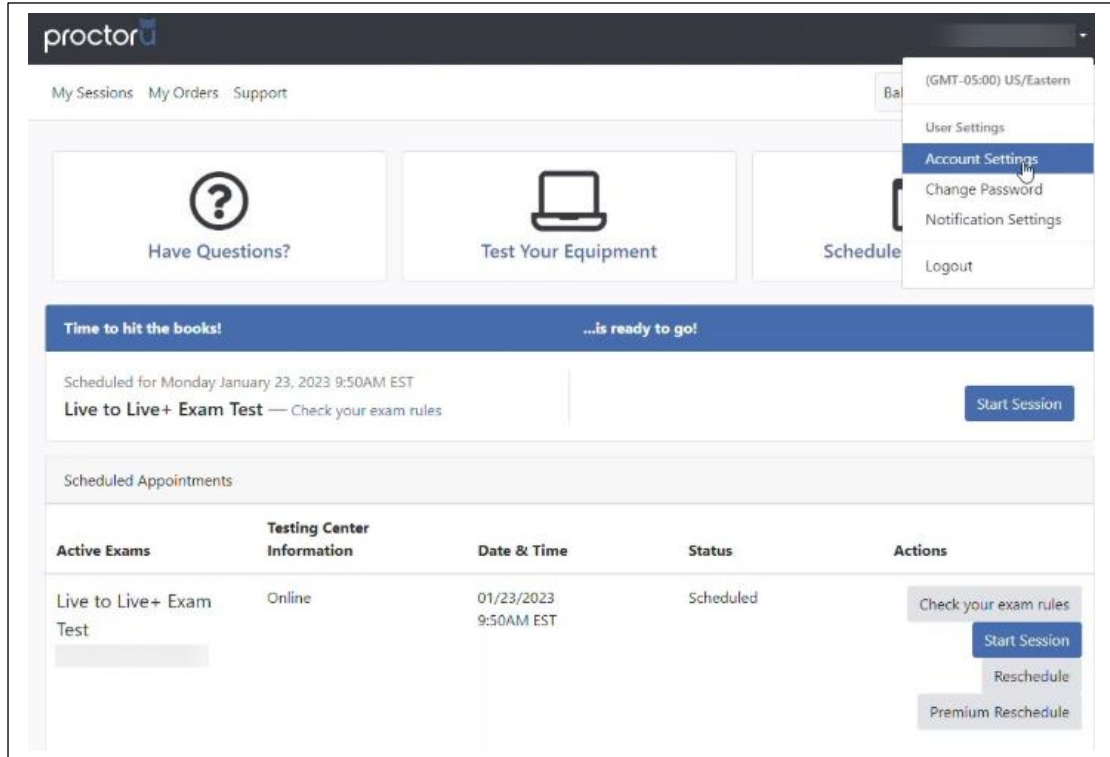 proctoru
(GMT-05:00) US/Eastern
My Sessions My Orders Support
User Settings
Account Settings
Change Password
Notification Settings
Logout
Have Questions?
Test Your Equipment
Schedule
Time to hit the books! ...is ready to go!
Scheduled for Monday January 23, 2023 9:50AM EST
Live to Live+ Exam Test — Check your exam rules
Start Session
Scheduled Appointments
Active Exams
Testing Center
Information
Date & Time
Status
Actions
Live to Live+ Exam
Test
Online
01/23/2023
9:50AM EST
Scheduled
Check your exam rules
Start Session
Reschedule
Premium Reschedule